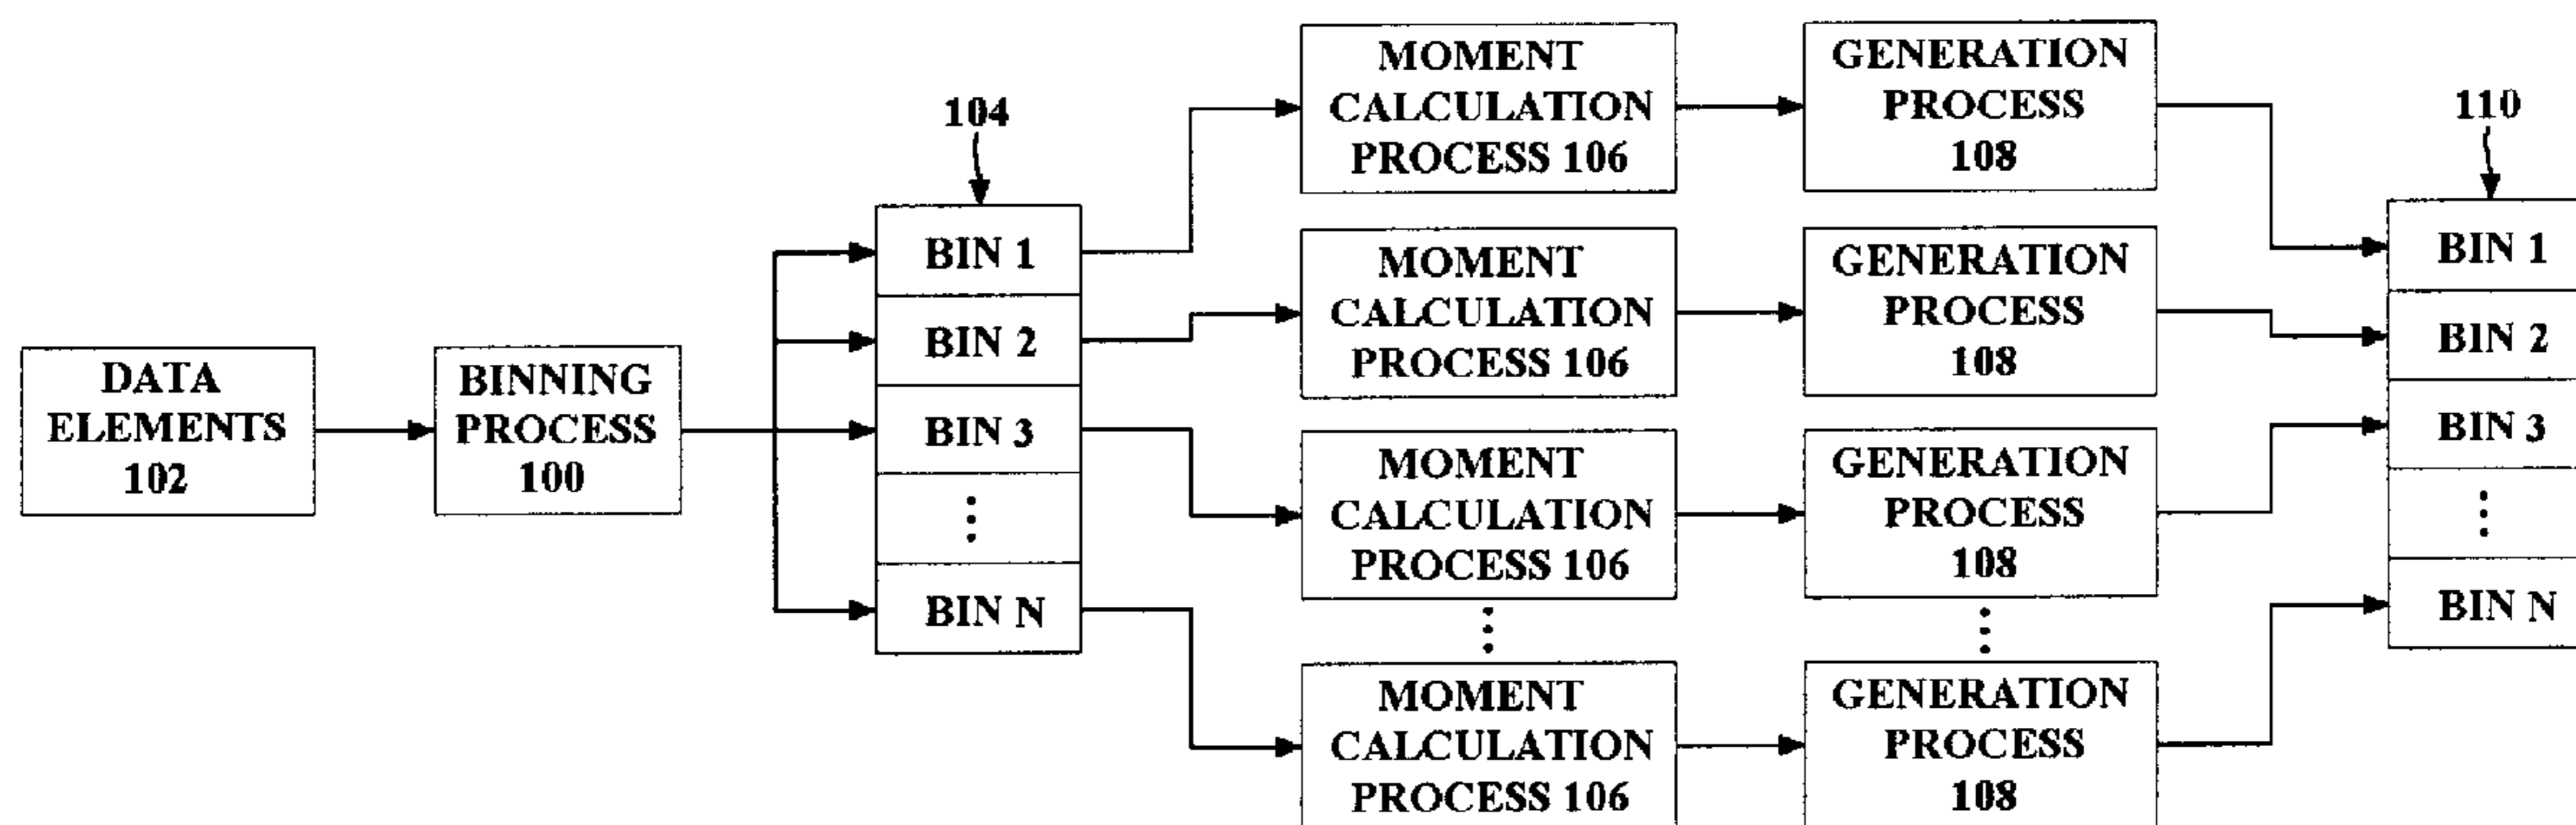 DATA
ELEMENTS
102
BINNING
PROCESS
100
104
BIN 1
BIN 2
BIN 3
BIN N
MOMENT
CALCULATION
PROCESS 106
GENERATION
PROCESS
108
MOMENT
CALCULATION
PROCESS 106
GENERATION
PROCESS
108
MOMENT
CALCULATION
PROCESS 106
GENERATION
PROCESS
108
MOMENT
CALCULATION
PROCESS 106
GENERATION
PROCESS
108
110
BIN 1
BIN 2
BIN 3
BIN N